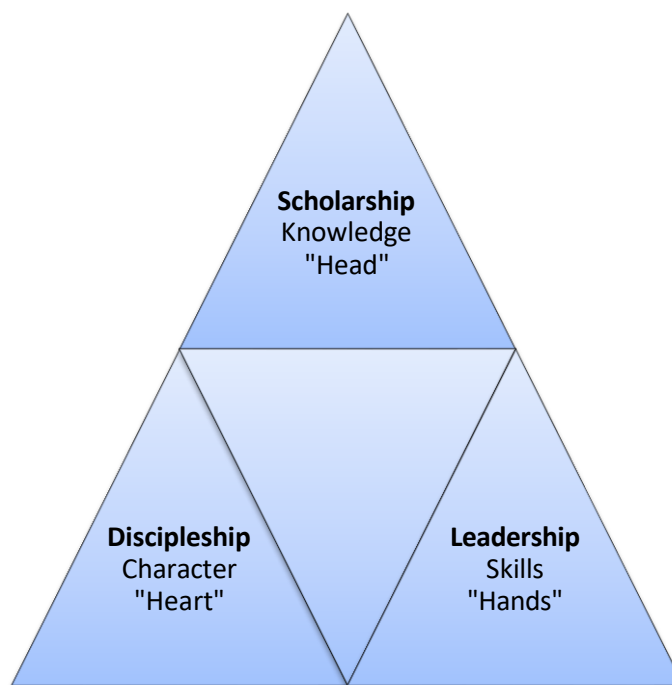 Scholarship
Knowledge
"Head"
Discipleship
Character
"Heart"
Leadership
Skills
"Hands"